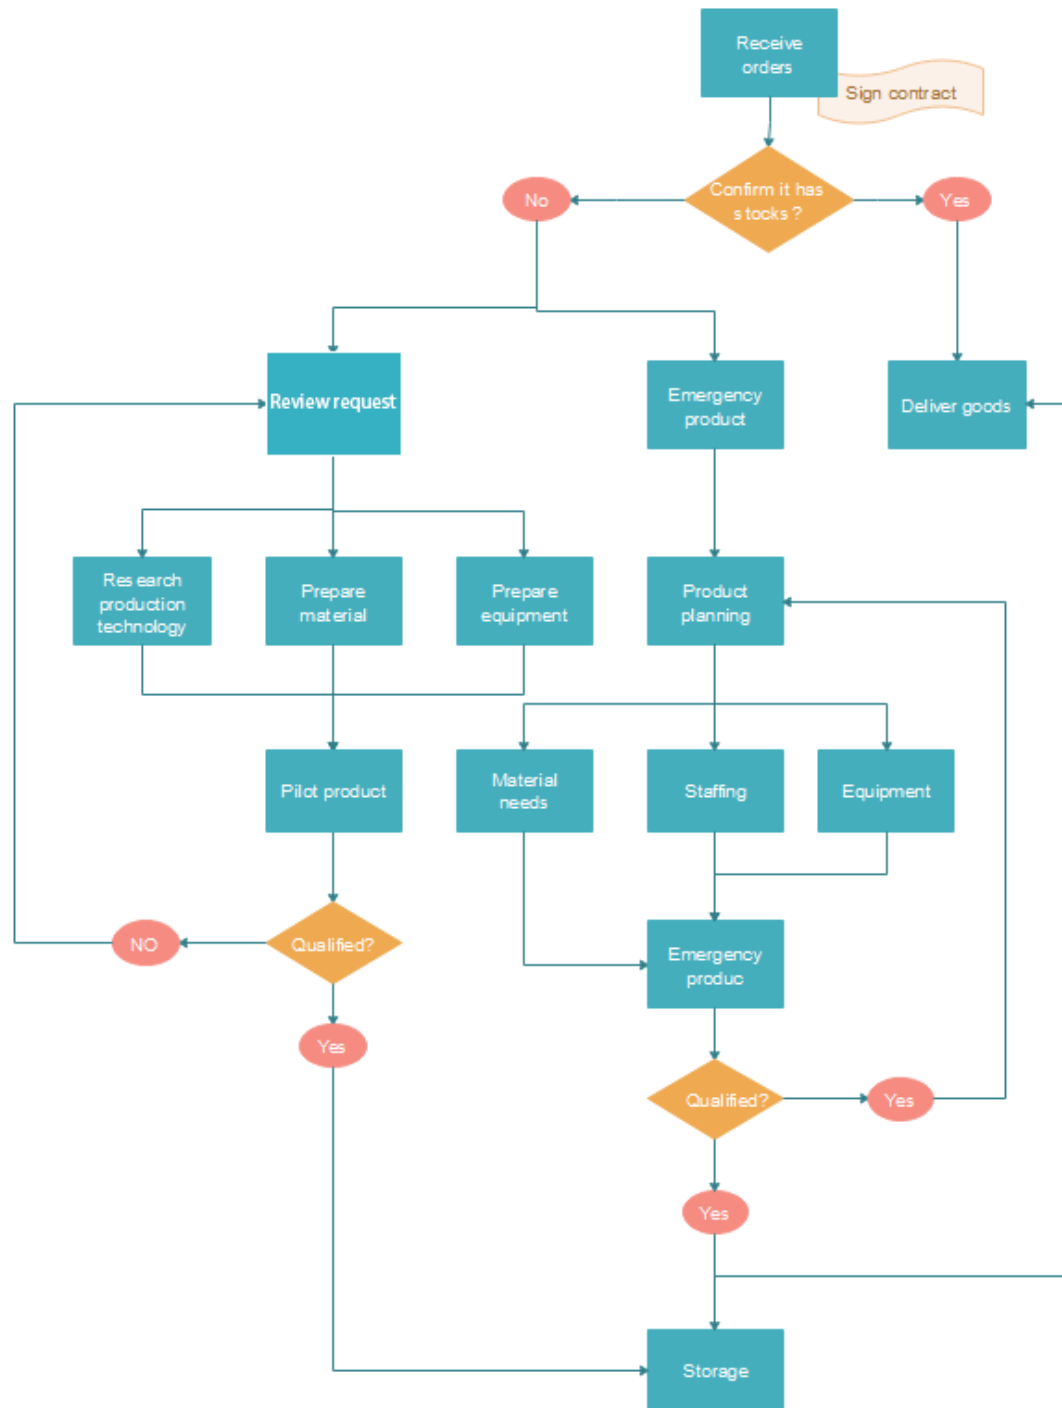 Receive
orders
Sign contract
Confirm it has
stocks ?
No
Yes
Review request
Emergency
product
Deliver goods
Research
production
technology
Prepare
material
Prepare
equipment
Product
planning
Pilot product
Material
needs
Staffing
Equipment
NO
Qualified?
Emergency
produc
Yes
Qualified?
Yes
Yes
Storage